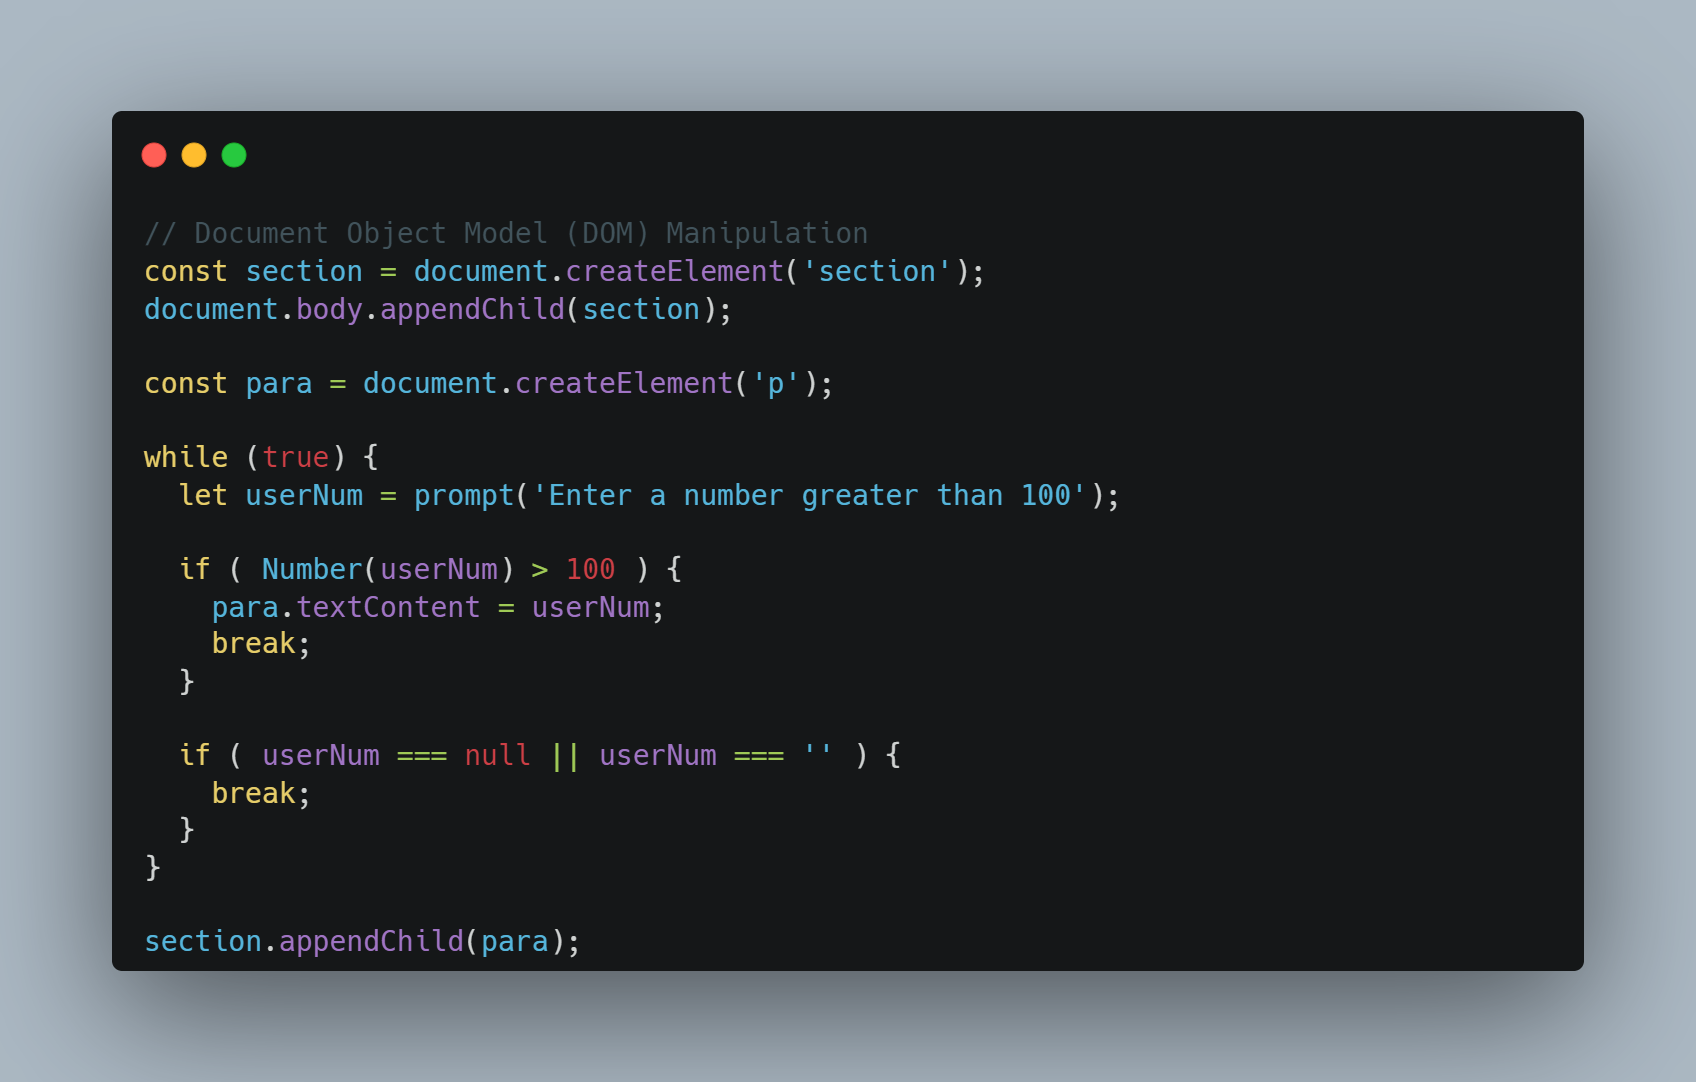 // Document Object Model (DOM) Manipulation
const section = document.createElement('section');
document.body.appendChild(section);

const para = document.createElement('p');

while (true) {
  let userNum = prompt('Enter a number greater than 100');

  if ( Number(userNum) > 100 ) {
    para.textContent = userNum;
    break;
  }

  if ( userNum === null || userNum === '' ) {
    break;
  }
}

section.appendChild(para);